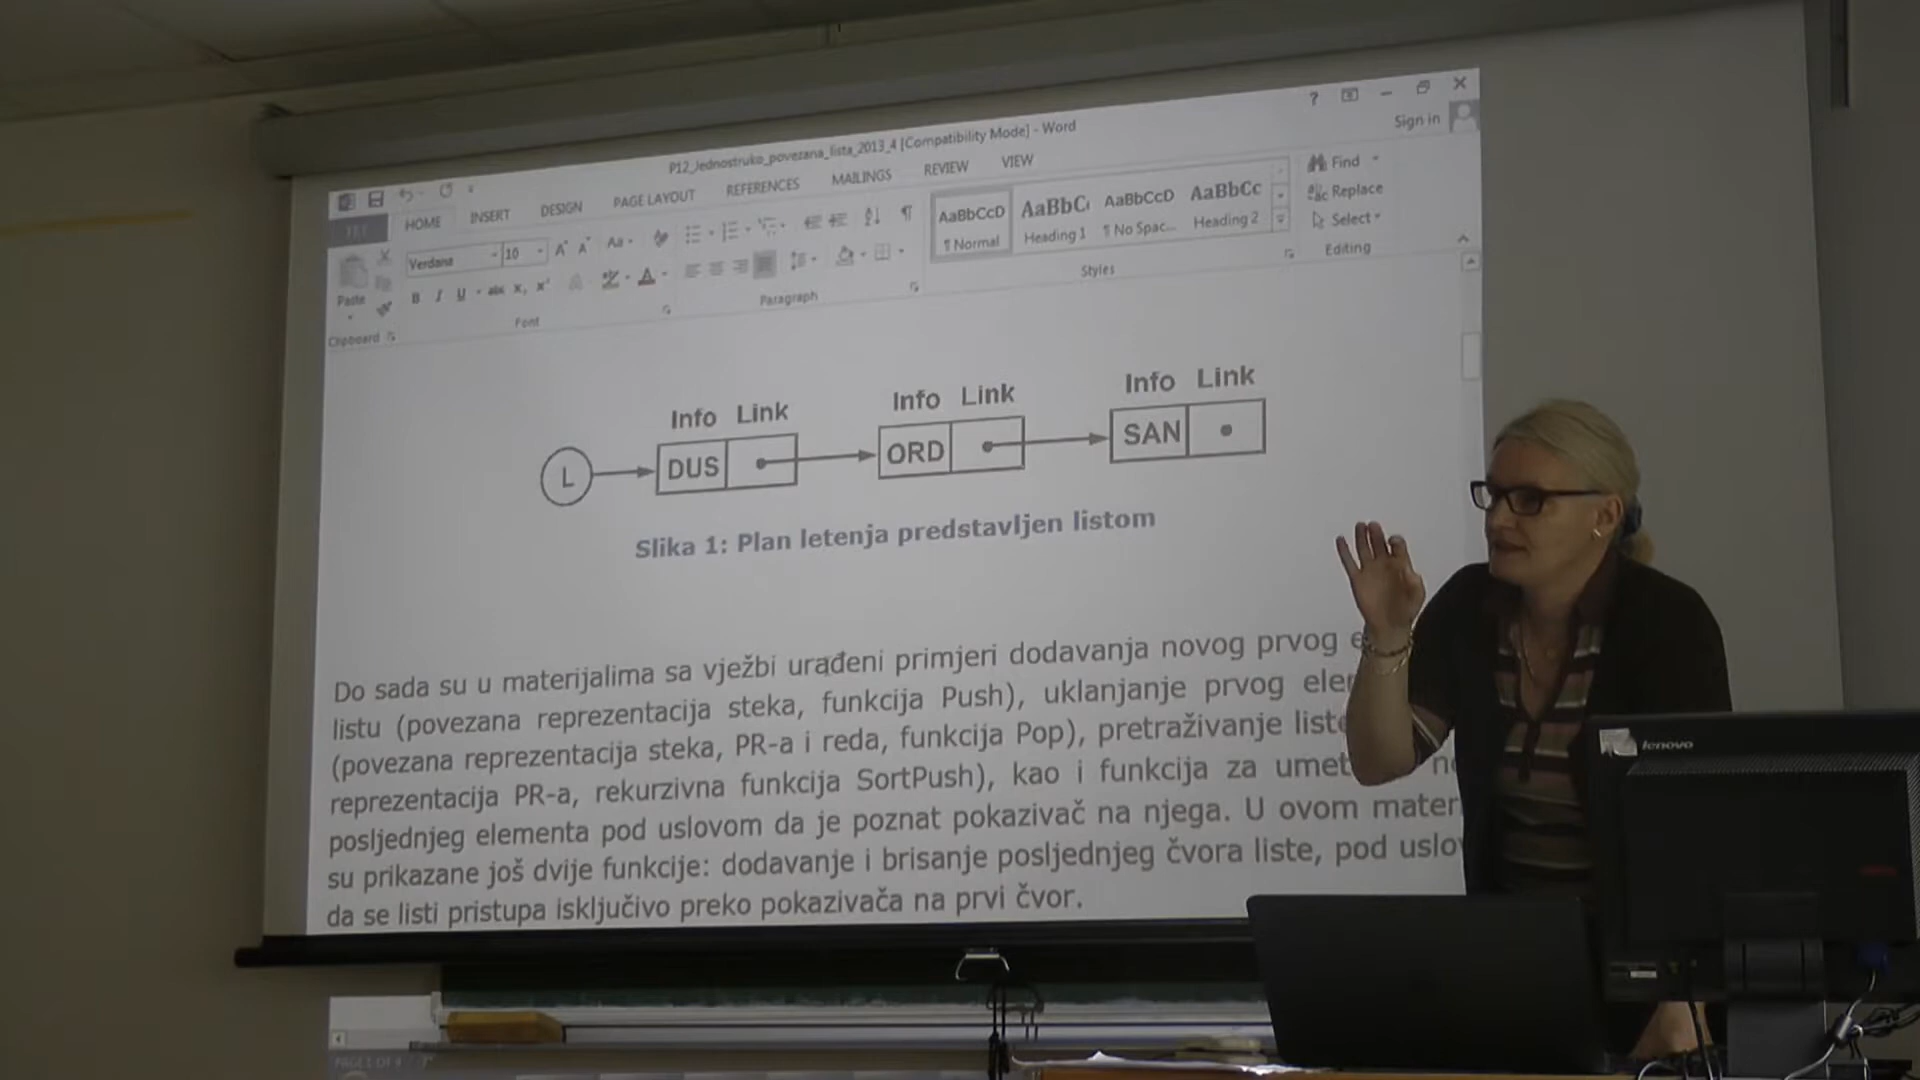 P12_Jednostruko_povezana_lista_2013_4 [Compatibility Mode] - Word
Sign in
HOME INSERT DESIGN PAGE LAYOUT REFERENCES MAILINGS REVIEW VIEW
Paste
Clipboard
Verdana 10
Font
Paragraph
AaBbCcD AaBbC AaBbCcD AaBbCc
¶ Normal Heading 1 ¶ No Spac... Heading 2
Styles
Find
Replace
Select
Editing
Info Link Info Link Info Link
L DUS ORD SAN
Slika 1: Plan letenja predstavljen listom
Do sada su u materijalima sa vježbi urađeni primjeri dodavanja novog prvog
listu (povezana reprezentacija steka, funkcija Push), uklanjanje prvog
(povezana reprezentacija steka, PR-a i reda, funkcija Pop), pretraživanje
reprezentacija PR-a, rekurzivna funkcija SortPush), kao i funkcija za
posljednjeg elementa pod uslovom da je poznat pokazivač na njega. U ovom
su prikazane još dvije funkcije: dodavanje i brisanje posljednjeg čvora liste, pod
da se listi pristupa isključivo preko pokazivača na prvi čvor.
lenovo